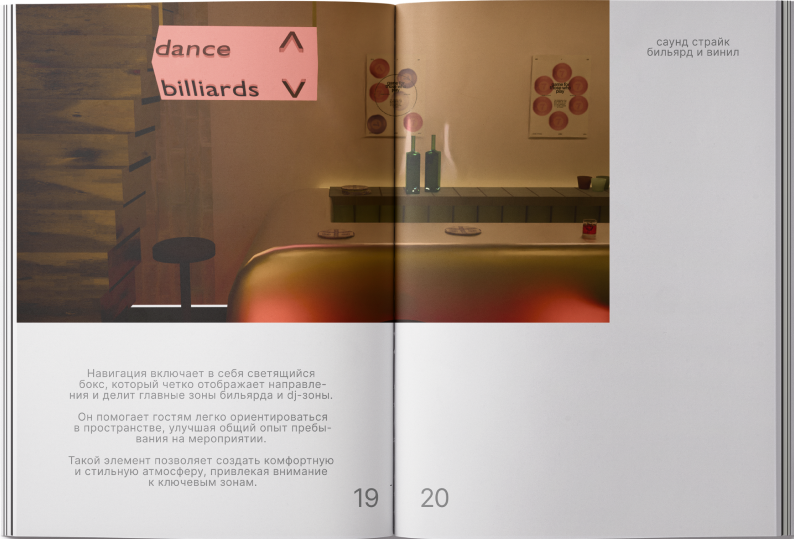 dance ^
billiards v
саунд страйк
бильярд и винил
Навигация включает в себя светящийся
бокс, который четко отображает направле-
ния и делит главные зоны бильярда и dj-зоны.
Он помогает гостям легко ориентироваться
в пространстве, улучшая общий опыт пребы-
вания на мероприятии.
Такой элемент позволяет создать комфортную
и стильную атмосферу, привлекая внимание
к ключевым зонам.
19
20